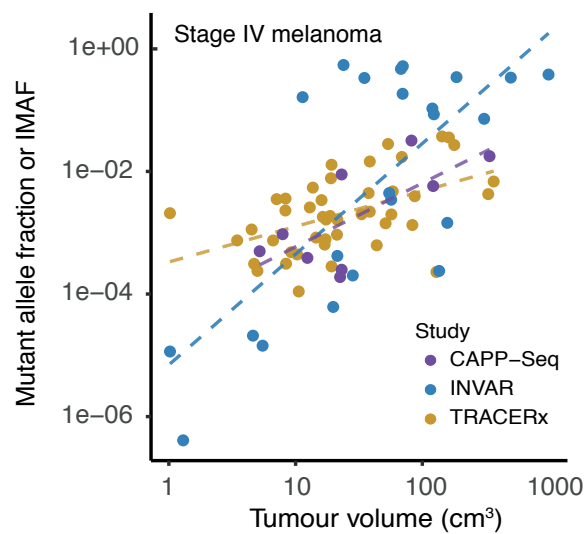 Stage IV melanoma
Mutant allele fraction or IMAF
1e+00
1e−02
1e−04
1e−06
Study
CAPP−Seq
INVAR
TRACERx
1 10 100 1000
Tumour volume (cm³)